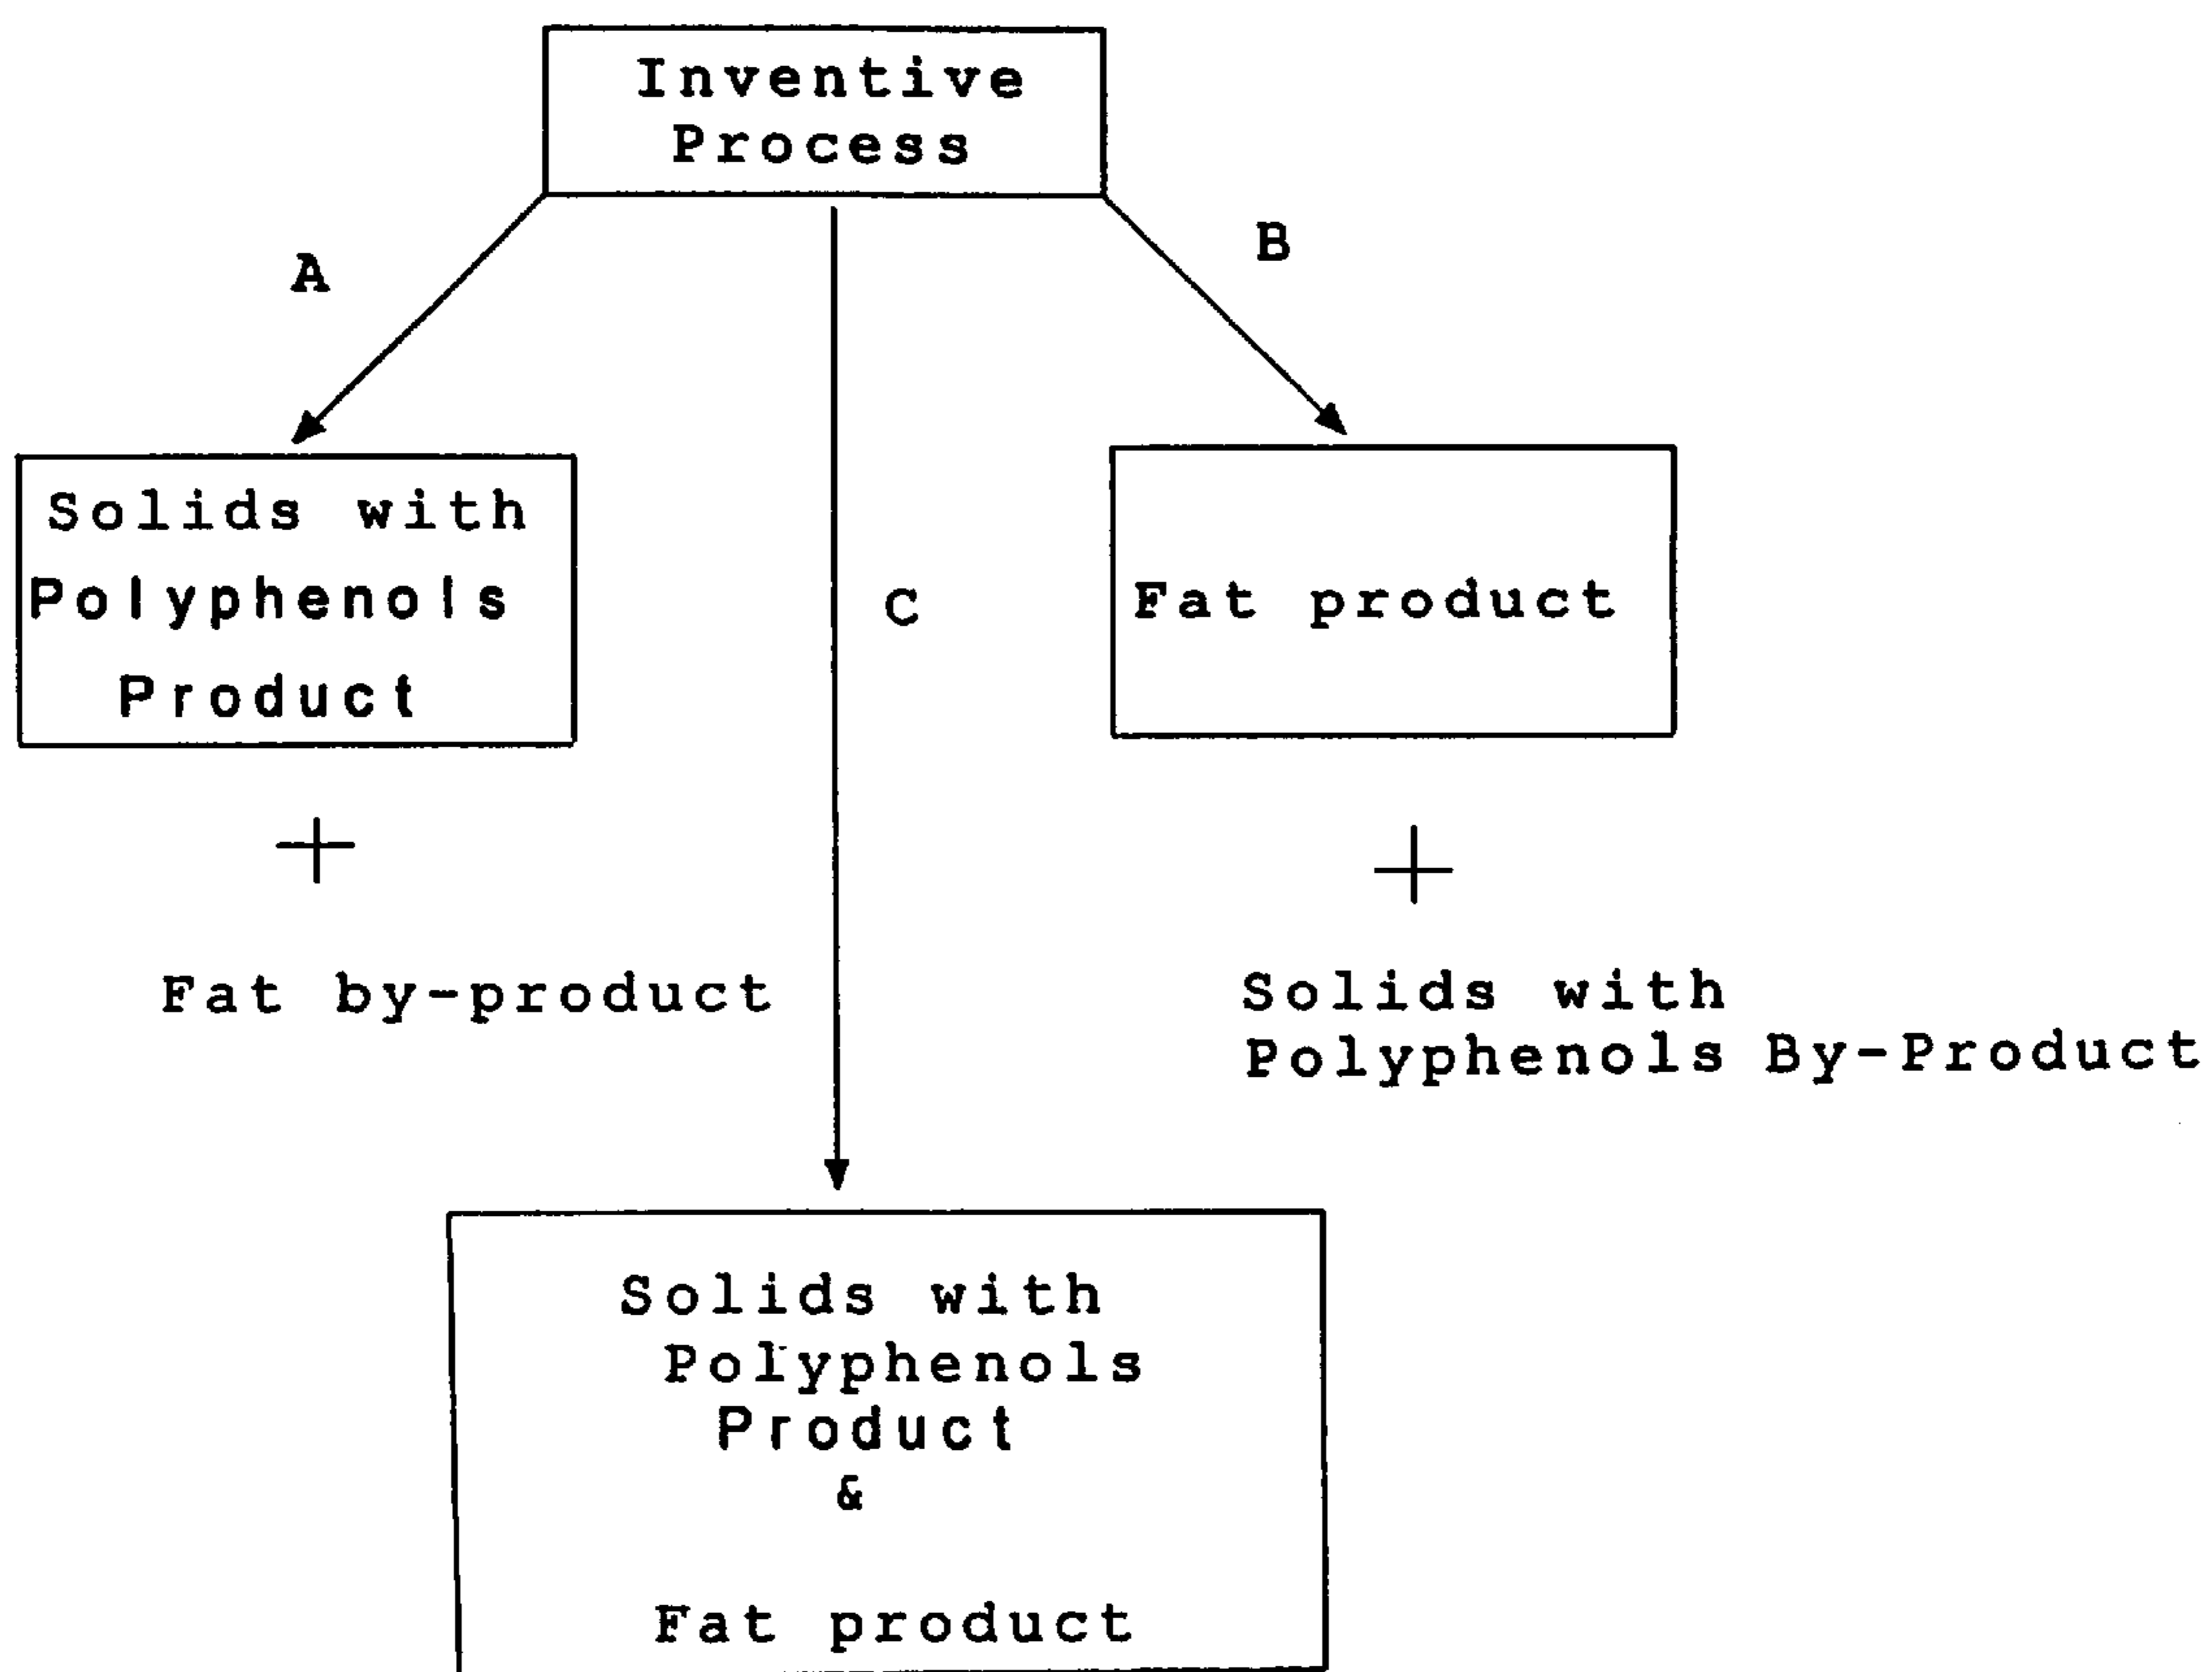 Inventive
Process
A
B
Solids with
Polyphenols
Product
C
Fat product
+
+
Fat by-product
Solids with
Polyphenols By-Product
Solids with
Polyphenols
Product
&
Fat product